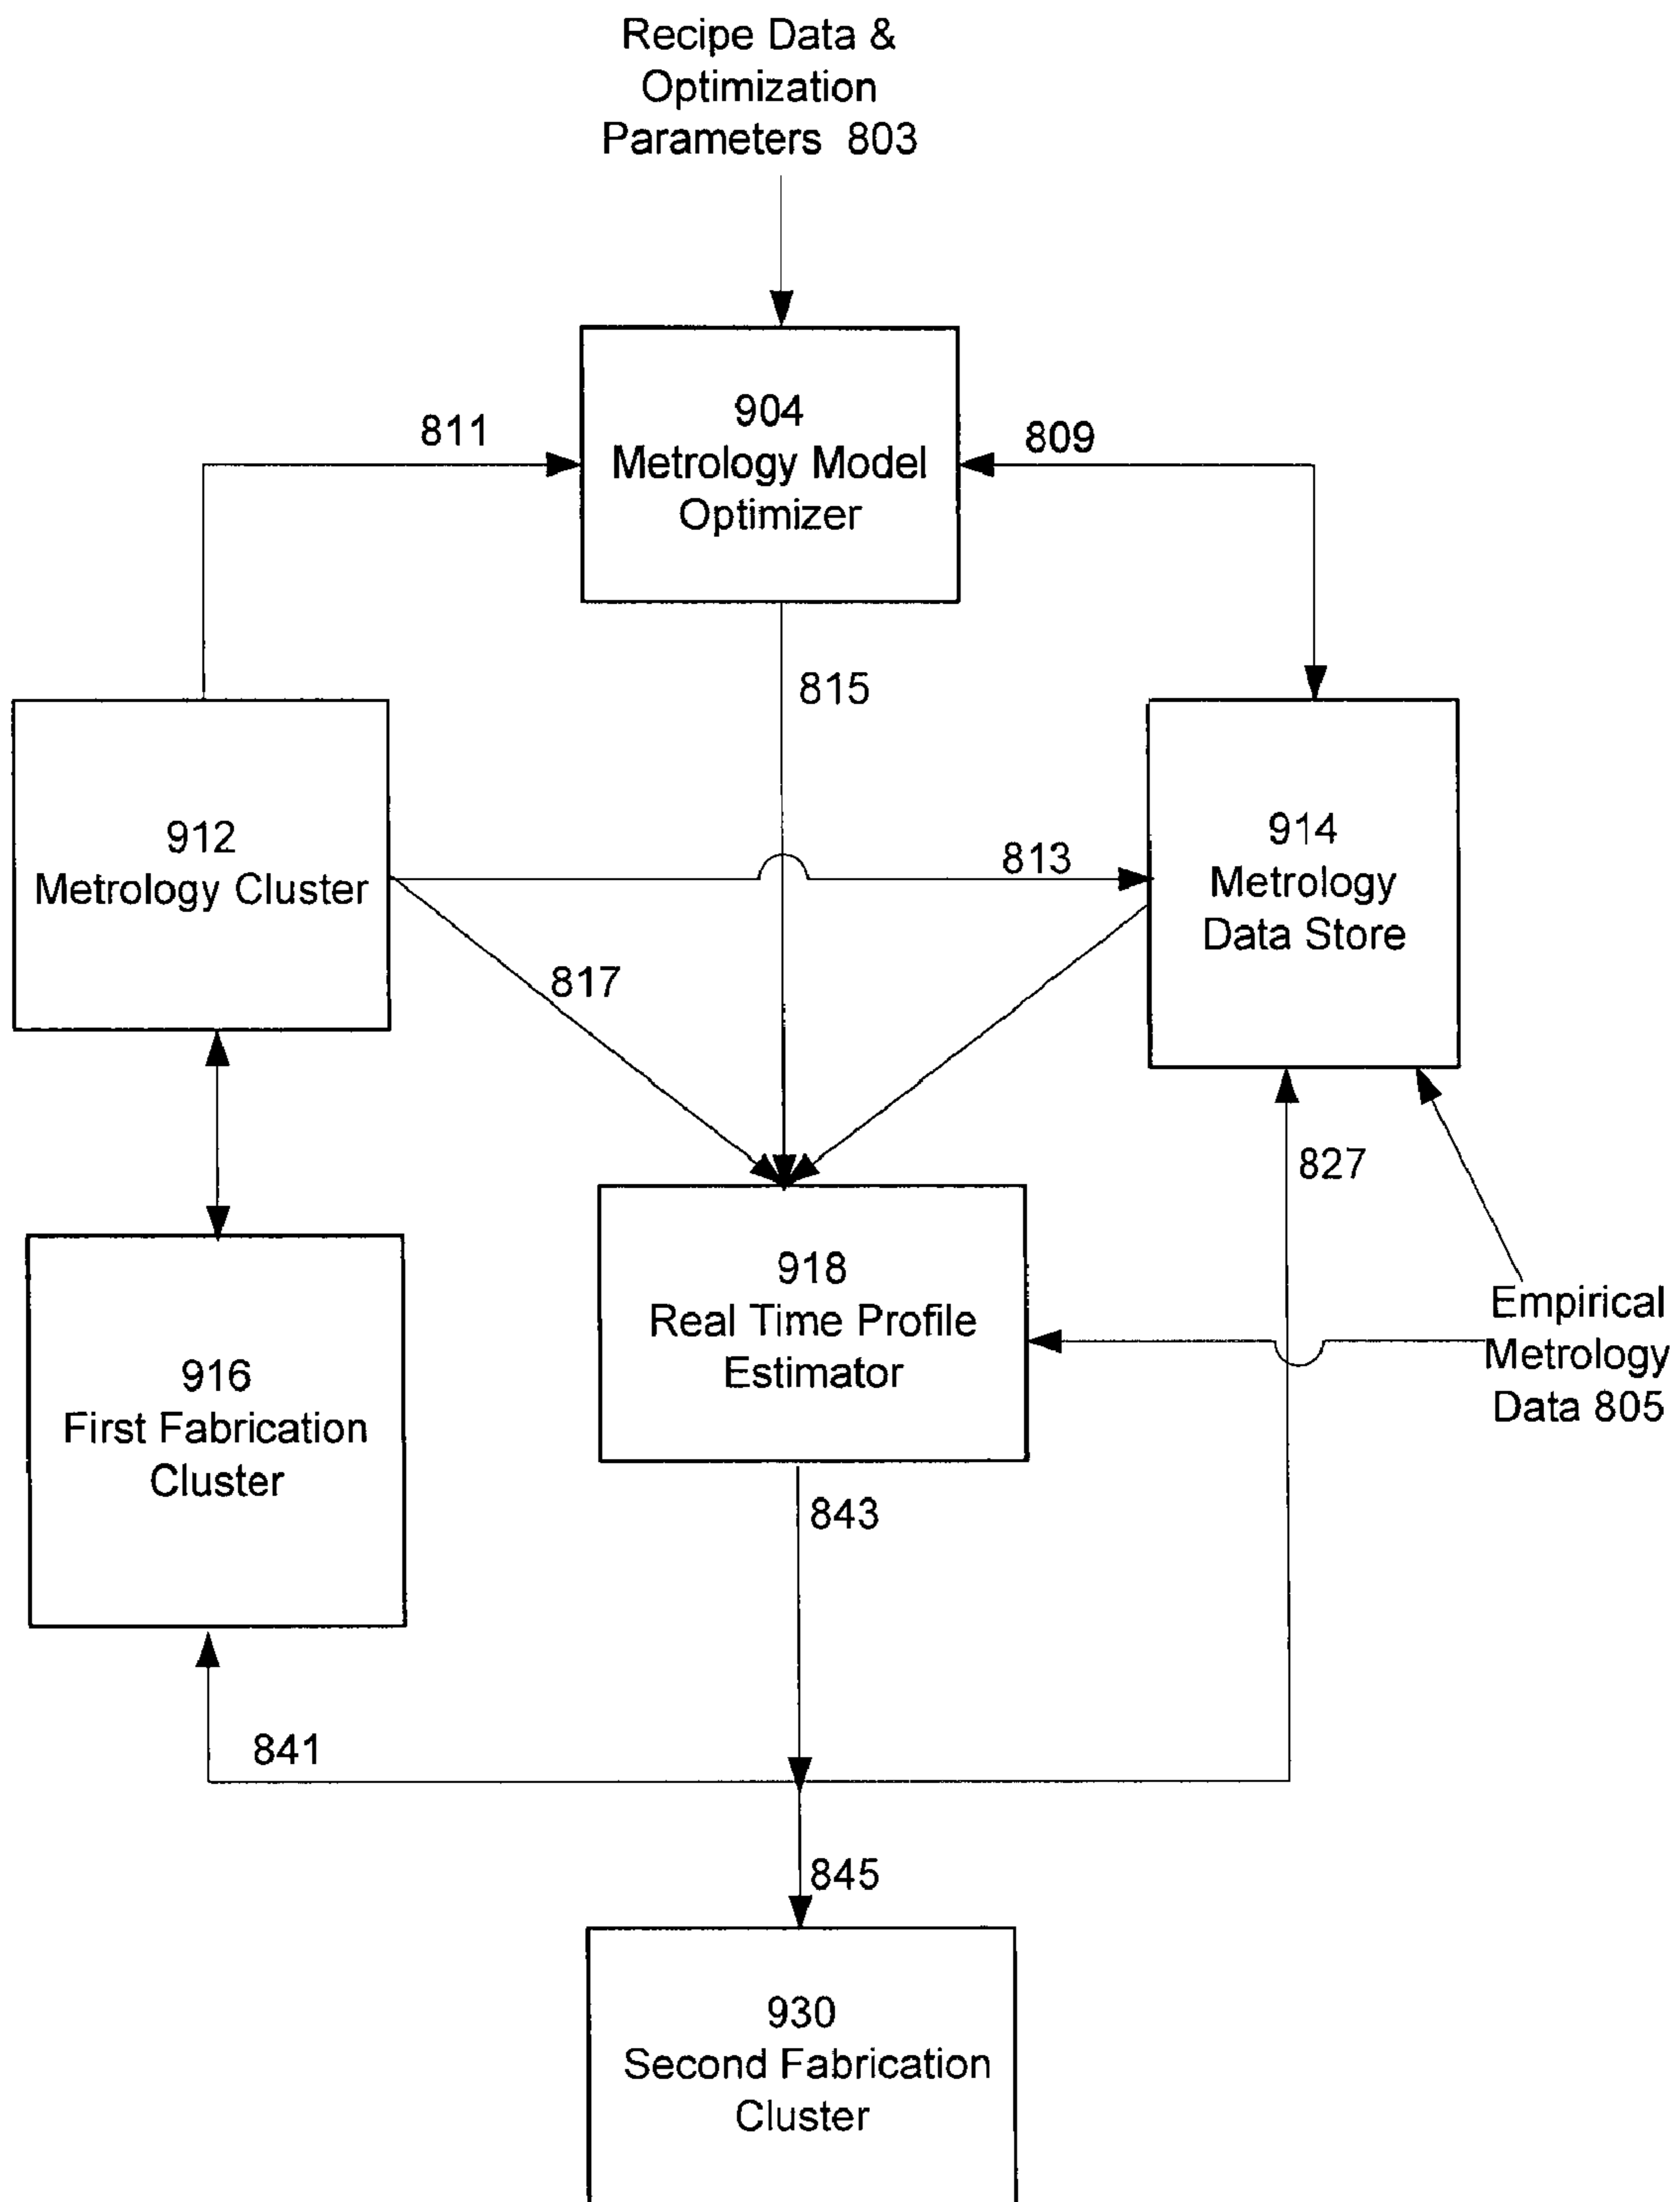 Recipe Data &
Optimization
Parameters 803
904
Metrology Model
Optimizer
811
809
815
912
Metrology Cluster
813
914
Metrology
Data Store
817
827
918
Real Time Profile
Estimator
Empirical
Metrology
Data 805
916
First Fabrication
Cluster
843
841
845
930
Second Fabrication
Cluster